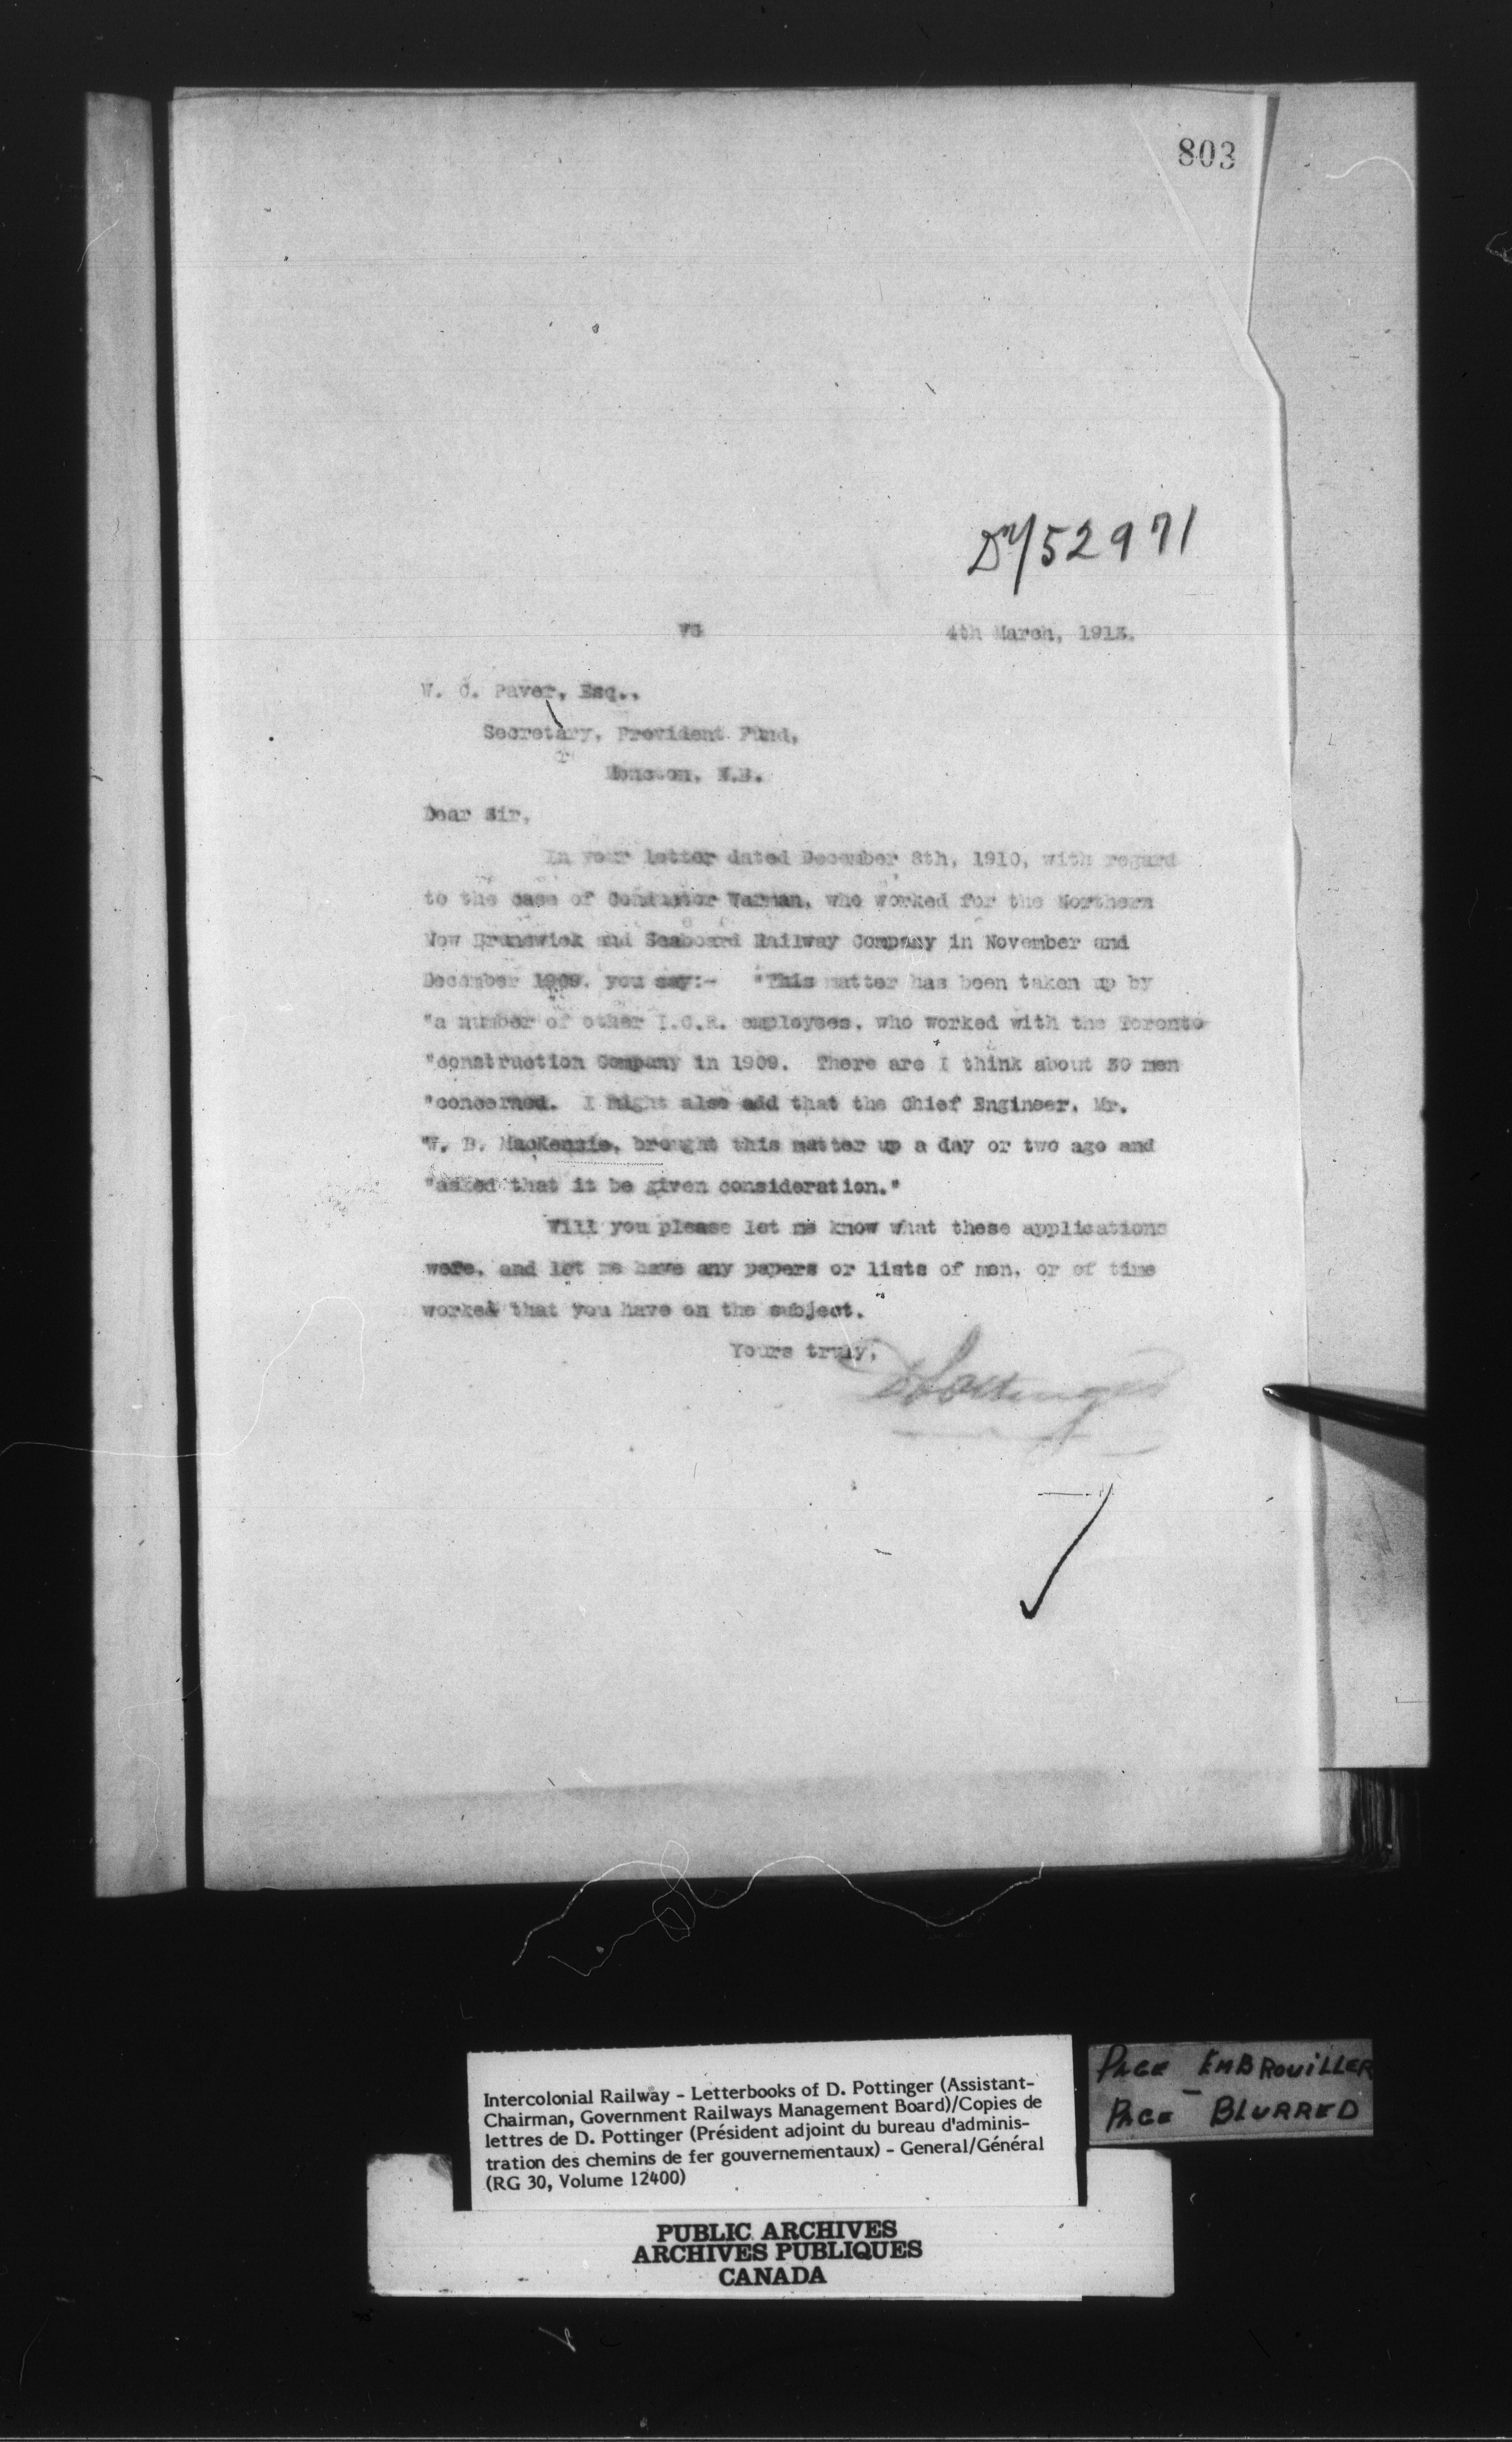 803
D4/52971
VG 4th March, 1913.
W. C. Paver, Esq.,
Secretary, Provident Fund,
Moncton, N.B.
Dear Sir,
In your letter dated December 8th, 1910, with regard
to the case of Conductor Warman, who worked for the Northern
New Brunswick and Seaboard Railway Company in November and
December 1909, you say:- "This matter has been taken up by
"a number of other I.C.R. employees, who worked with the Toronto
"construction Company in 1909. There are I think about 30 men
"concerned. I might also add that the Chief Engineer, Mr.
"W. B. MacKenzie, brought this matter up a day or two ago and
"asked that it be given consideration."
Will you please let me know what these applications
were, and let me have any papers or lists of men, or of time
worked that you have on the subject.
Yours truly,
D Pottinger
Intercolonial Railway - Letterbooks of D. Pottinger (Assistant-
Chairman, Government Railways Management Board)/Copies de
lettres de D. Pottinger (Président adjoint du bureau d'adminis-
tration des chemins de fer gouvernementaux) - General/Général
(RG 30, Volume 12400)
PAGE EMBROUILLER
PAGE - BLURRED
PUBLIC ARCHIVES
ARCHIVES PUBLIQUES
CANADA